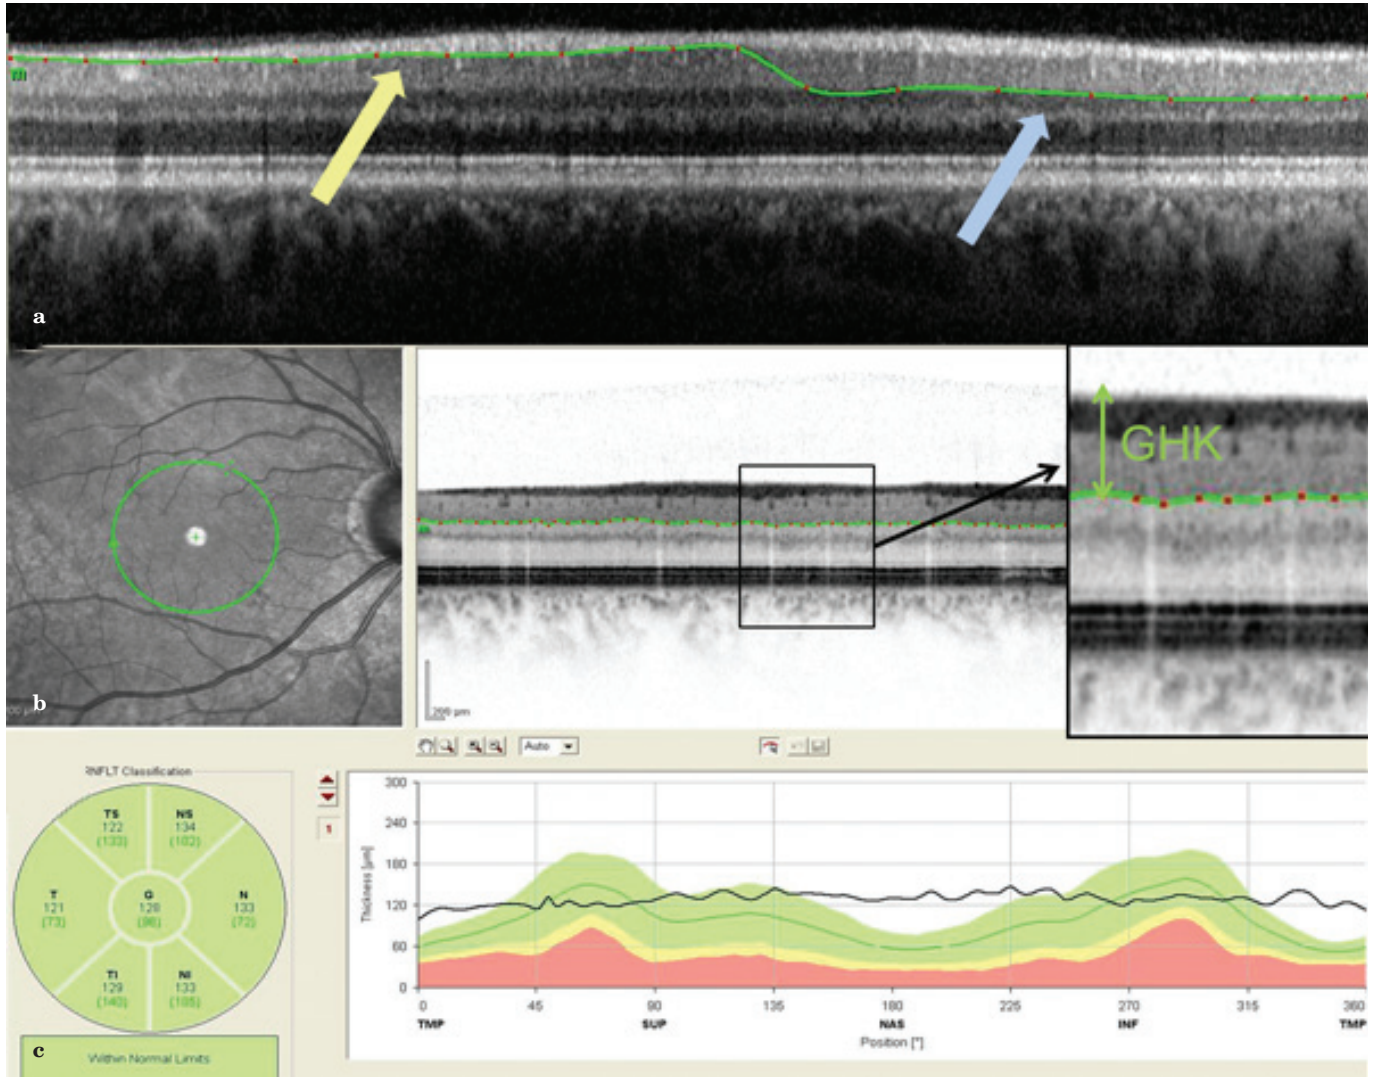 a
GHK
b
200 µm
200 µm
Auto
RNFLT Classification
TS
122
(133)
NS
134
(102)
T
121
(73)
G
128
(96)
N
133
(72)
TI
129
(140)
NI
133
(105)
Within Normal Limits
c
1
Thickness [µm]
300
240
180
120
60
0
0 45 90 135 180 225 270 315 360
TMP SUP NAS INF TMP
Position [°]